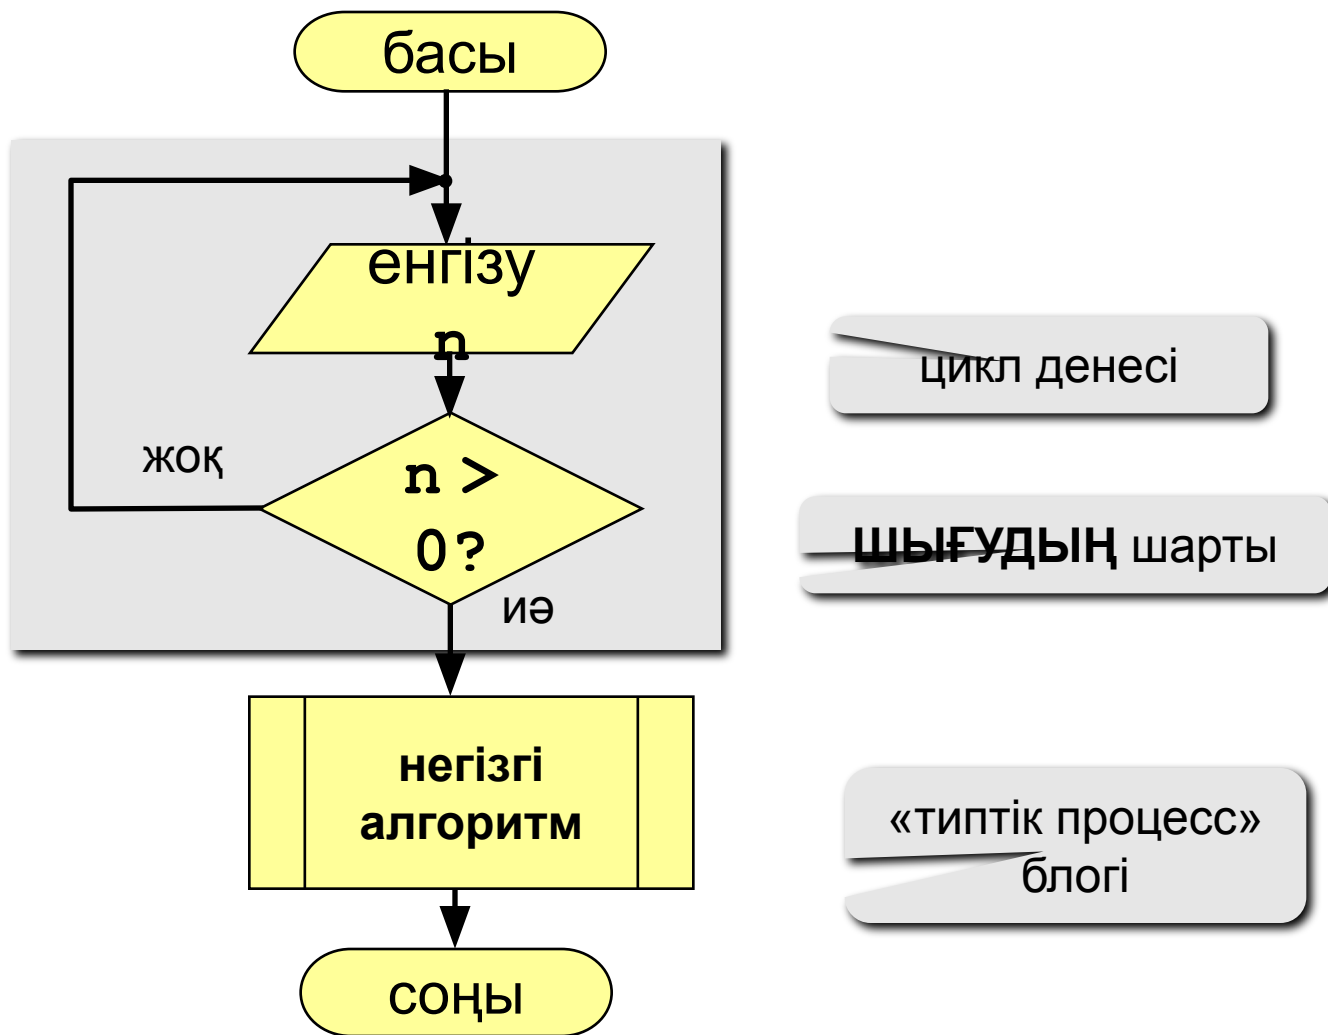 басы
енгізу
n
цикл денесі
жоқ
n >
0?
ШЫҒУДЫҢ шарты
иә
негізгі
алгоритм
«типтік процесс»
блогі
соңы